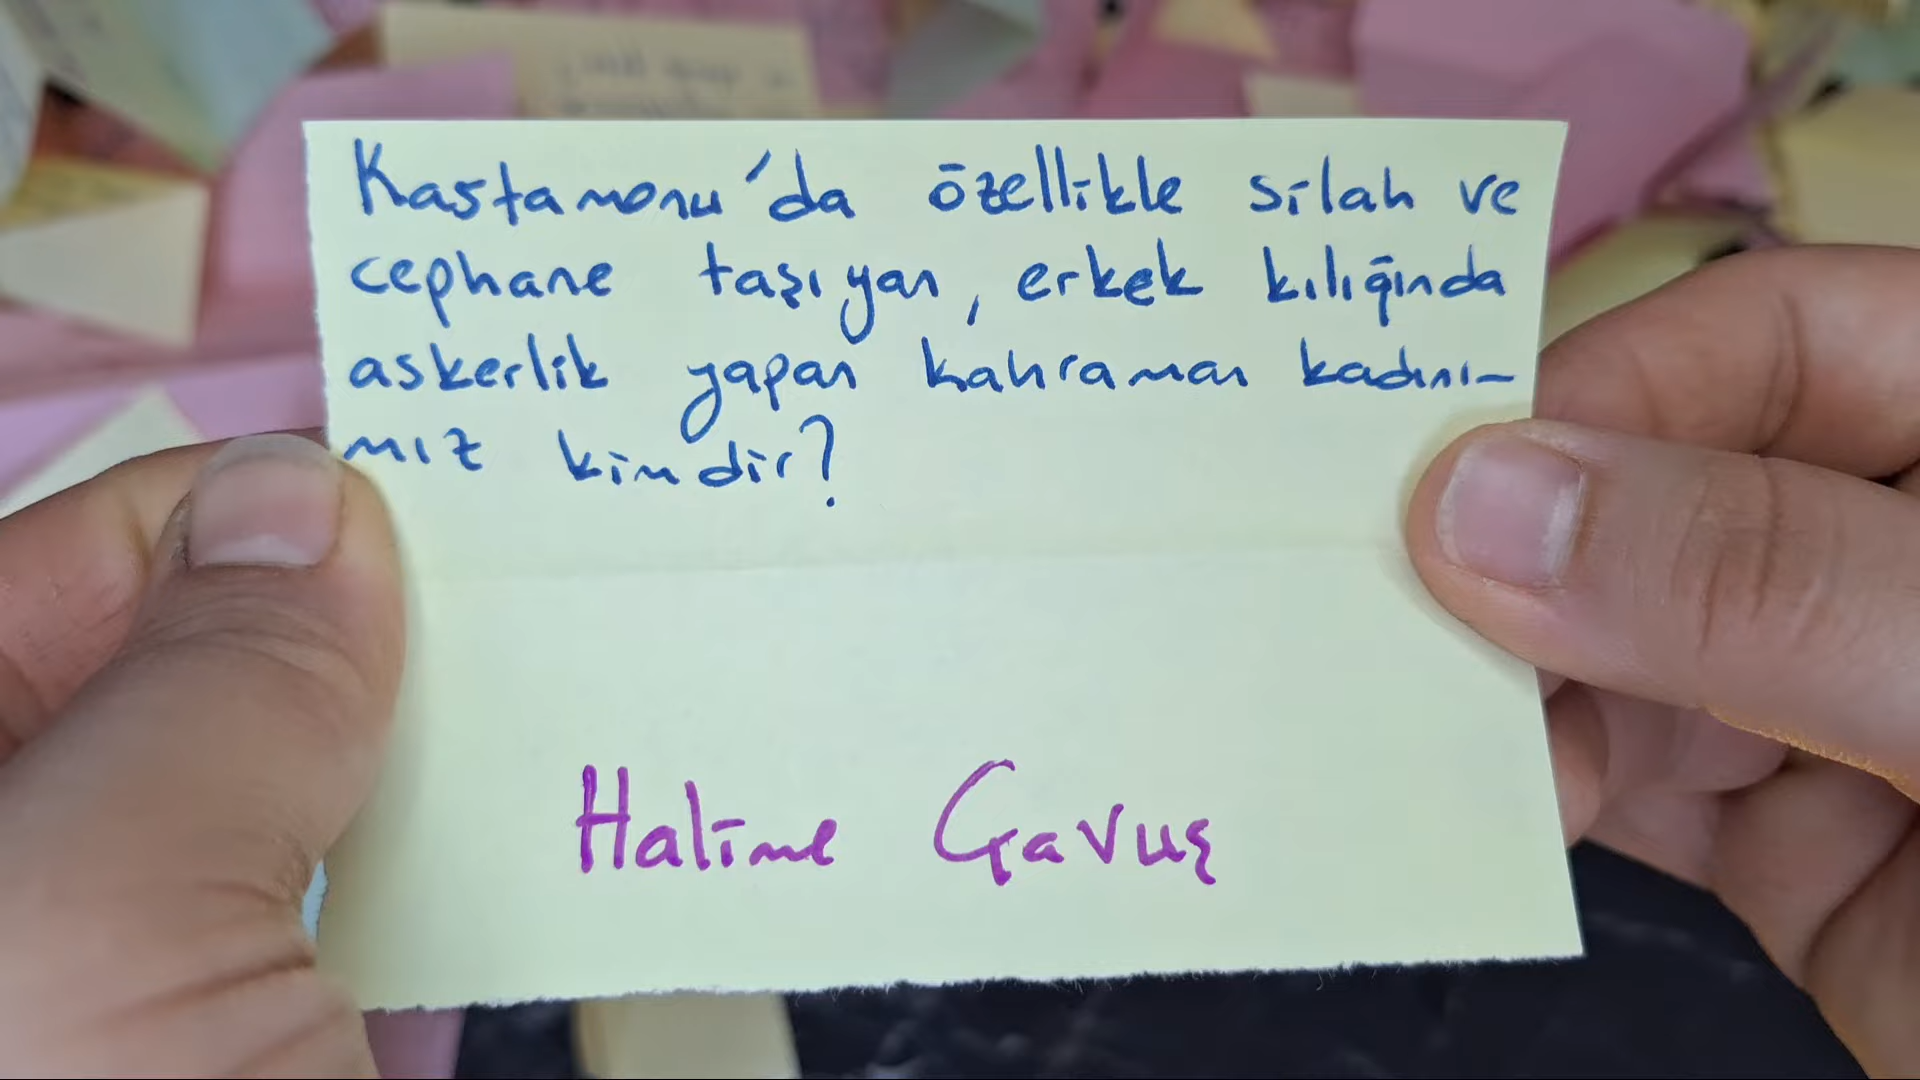 Kastamonu'da özellikle silah ve
cephane taşıyan, erkek kılığında
askerlik yapan kahraman kadını-
mız kimdir?
Halime Çavuş